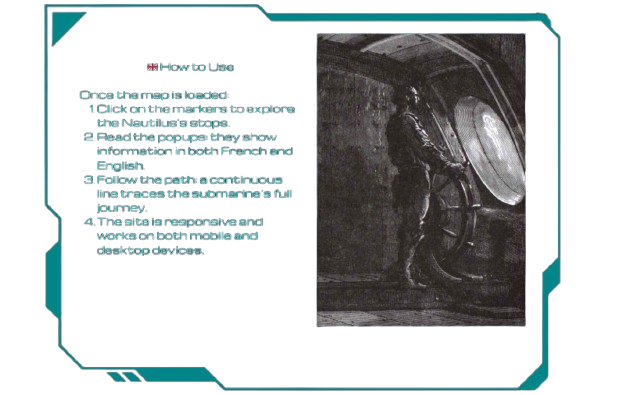 How to Use
Once the map is loaded:
1. Click on the markers to explore
the Nautilus's stops.
2. Read the popups: they show
information in both French and
English.
3. Follow the path: a continuous
line traces the submarine's full
journey.
4. The site is responsive and
works on both mobile and
desktop devices.